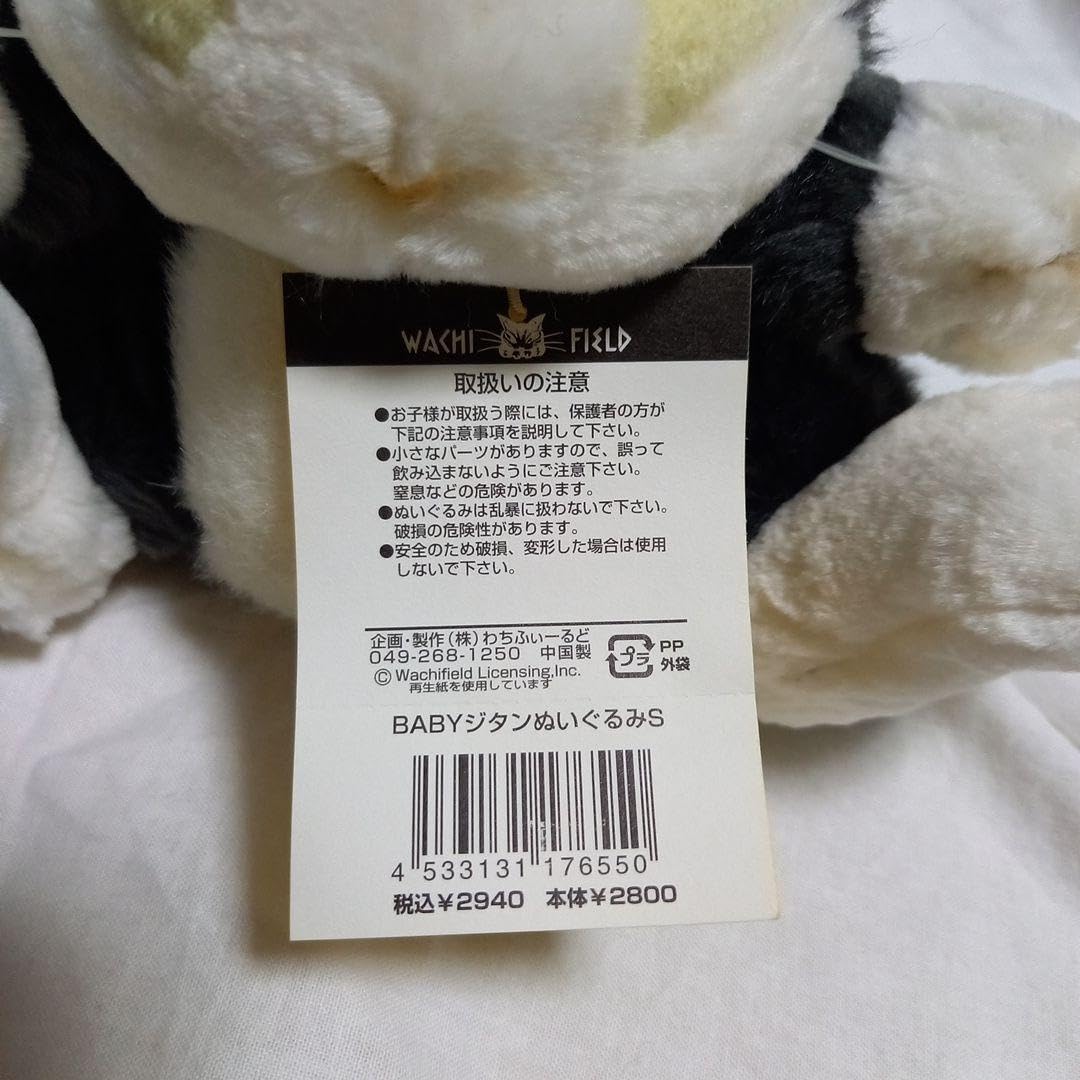 WACHI FIELD
取扱いの注意
●お子様が取扱う際には、保護者の方が
下記の注意事項を説明して下さい。
●小さなパーツがありますので、誤って
飲み込まないようにご注意下さい。
窒息などの危険があります。
●ぬいぐるみは乱暴に扱わないで下さい。
破損の危険性があります。
●安全のため破損、変形した場合は使用
しないで下さい。
企画・製作(株)わちふぃーるど
049-268-1250 中国製
© Wachifield Licensing,Inc.
再生紙を使用しています
プラ PP
外袋
BABYジタンぬいぐるみS
4 533131 176550
税込¥2940 本体¥2800